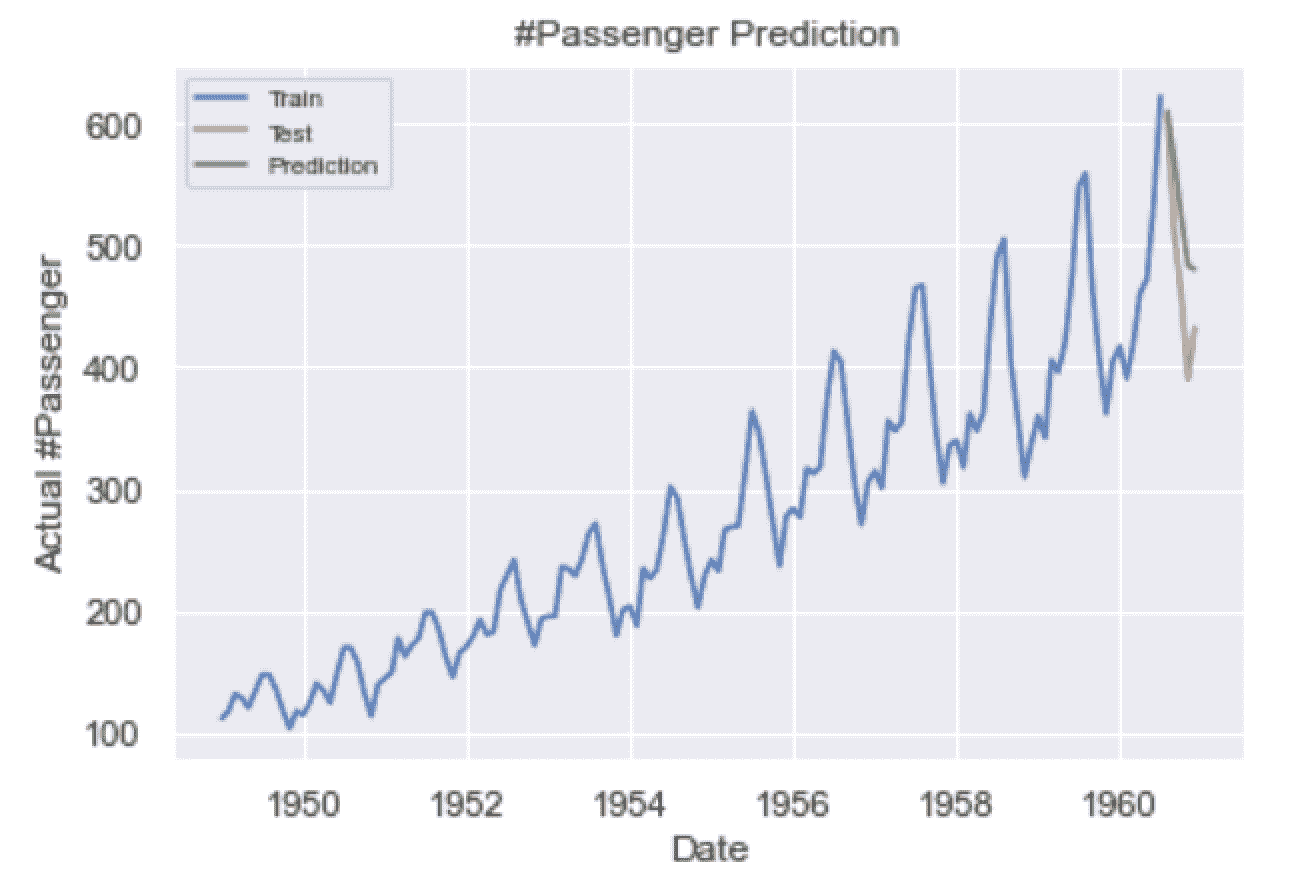 #Passenger Prediction
Train
Test
Prediction
600
500
400
300
200
100
Actual #Passenger
1950 1952 1954 1956 1958 1960
Date